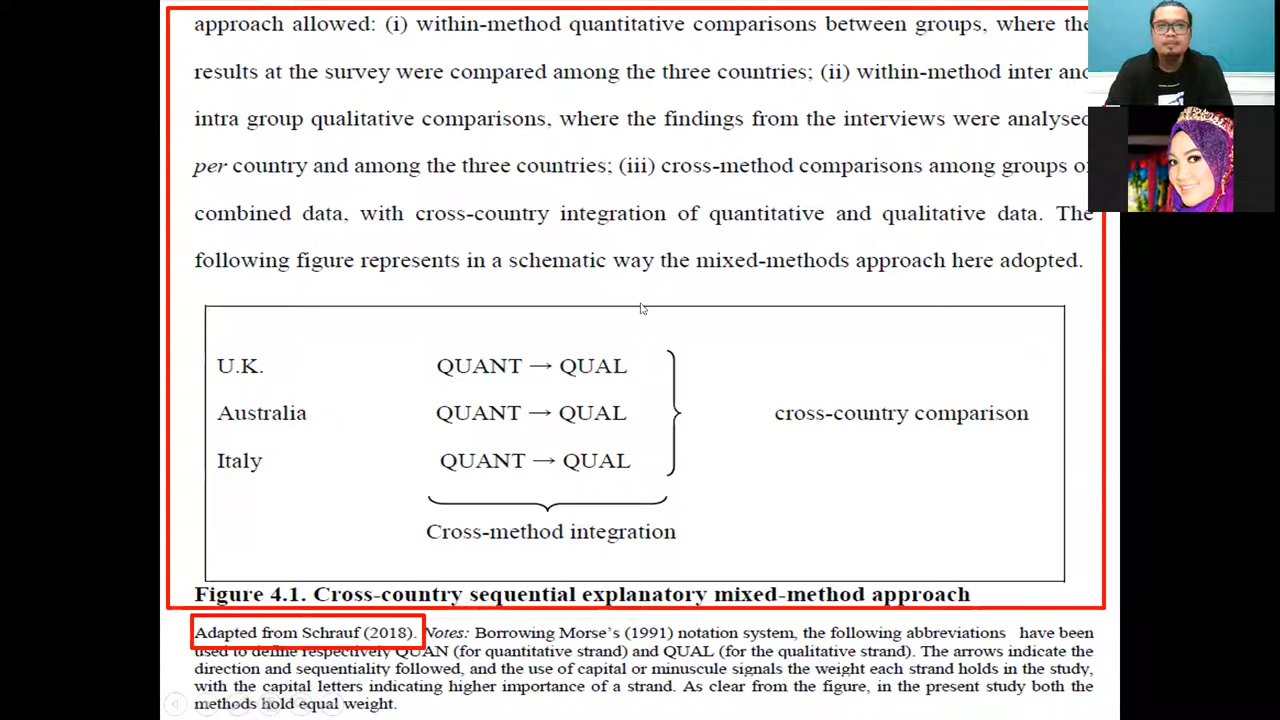 approach allowed: (i) within-method quantitative comparisons between groups, where the
results at the survey were compared among the three countries; (ii) within-method inter and
intra group qualitative comparisons, where the findings from the interviews were analysed
per country and among the three countries; (iii) cross-method comparisons among groups on
combined data, with cross-country integration of quantitative and qualitative data. The
following figure represents in a schematic way the mixed-methods approach here adopted.
U.K. QUANT → QUAL
Australia QUANT → QUAL cross-country comparison
Italy QUANT → QUAL
Cross-method integration
Figure 4.1. Cross-country sequential explanatory mixed-method approach
Adapted from Schrauf (2018). Notes: Borrowing Morse's (1991) notation system, the following abbreviations have been
used to define respectively QUAN (for quantitative strand) and QUAL (for the qualitative strand). The arrows indicate the
direction and sequentiality followed, and the use of capital or minuscule signals the weight each strand holds in the study,
with the capital letters indicating higher importance of a strand. As clear from the figure, in the present study both the
methods hold equal weight.